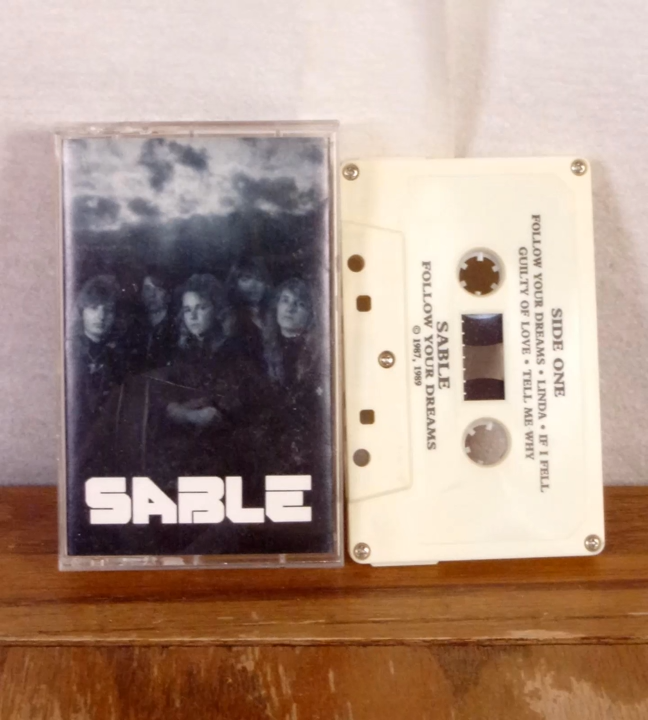 SABLE
SIDE ONE
FOLLOW YOUR DREAMS • LINDA • IF I FELL
GUILTY OF LOVE • TELL ME WHY
SABLE
FOLLOW YOUR DREAMS
© 1987, 1989